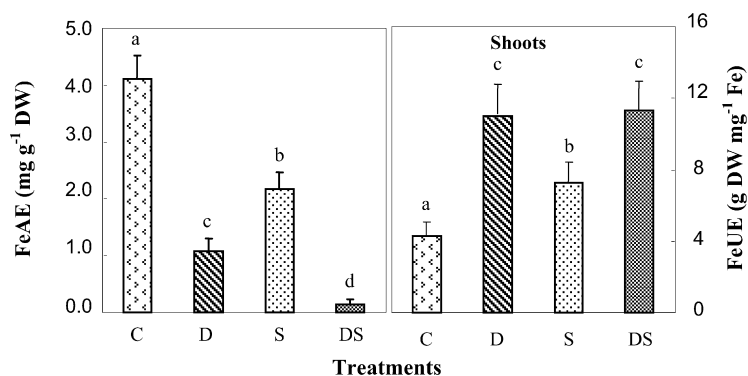 FeAE (mg g-1 DW)
5.0
4.0
3.0
2.0
1.0
0.0
a
c
b
d
C D S DS
Shoots
a
c
b
c
C D S DS
16
12
8
4
0
FeUE (g DW mg-1 Fe)
Treatments